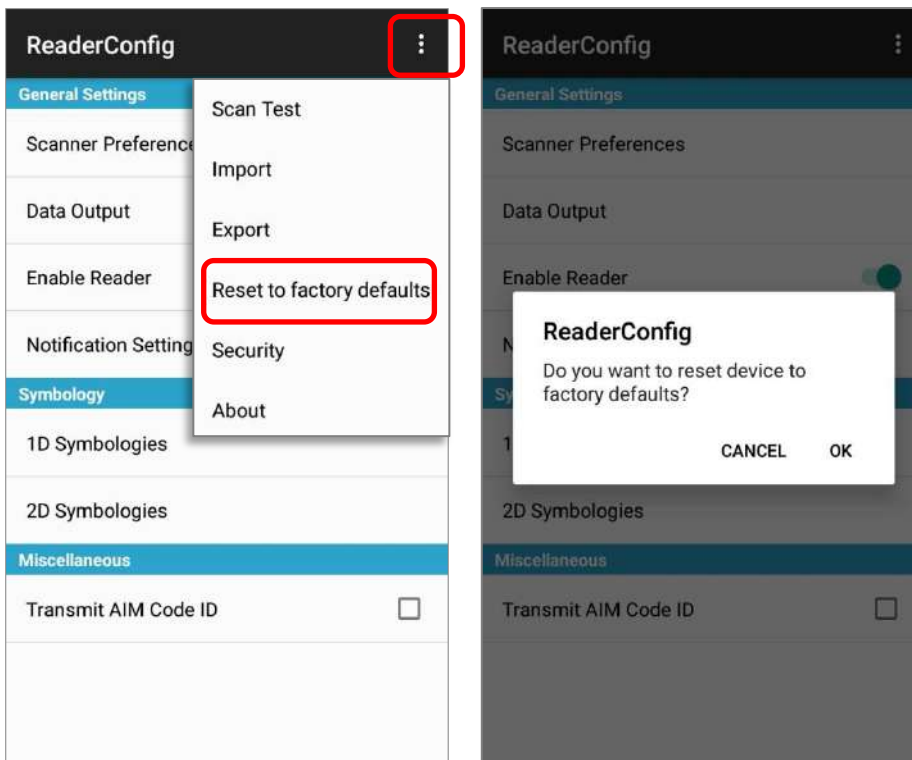 ReaderConfig
General Settings
Scanner Preferenc
Data Output
Enable Reader
Notification Setting
Symbology
1D Symbologies
2D Symbologies
Miscellaneous
Transmit AIM Code ID
Scan Test
Import
Export
Reset to factory defaults
Security
About
ReaderConfig
General Settings
Scanner Preferences
Data Output
Enable Reader
N
Sy
1
ReaderConfig
Do you want to reset device to
factory defaults?
CANCEL OK
2D Symbologies
Miscellaneous
Transmit AIM Code ID